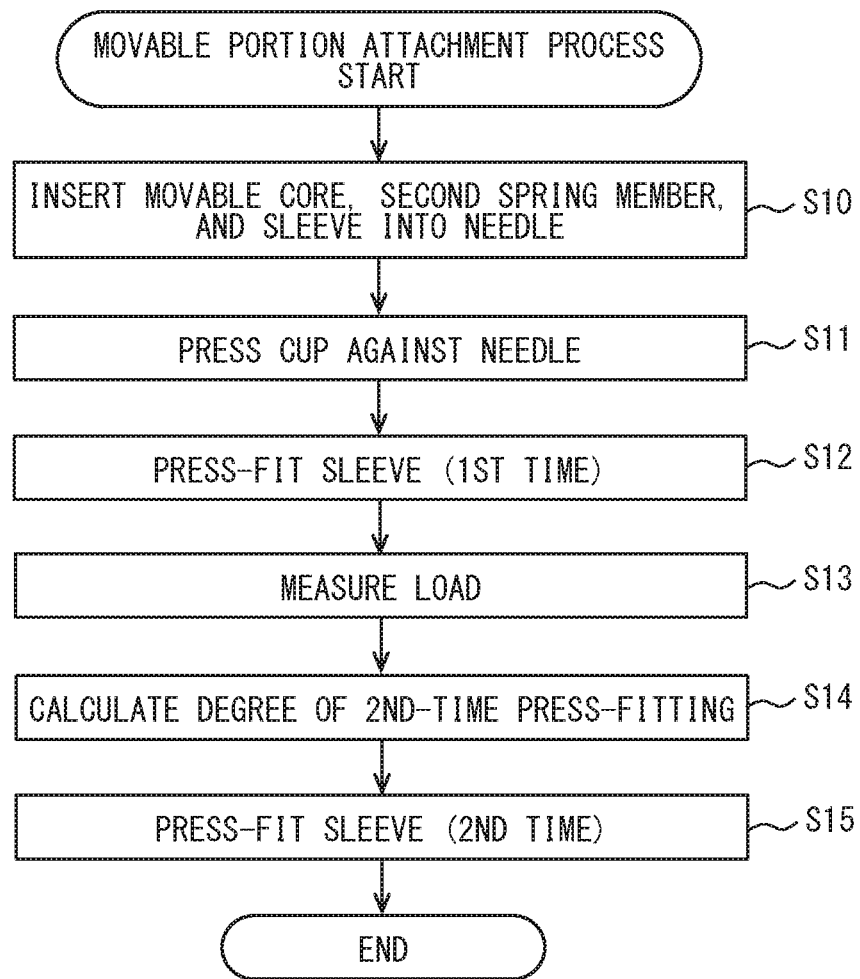 MOVABLE PORTION ATTACHMENT PROCESS
START
INSERT MOVABLE CORE, SECOND SPRING MEMBER,
AND SLEEVE INTO NEEDLE
S10
PRESS CUP AGAINST NEEDLE
S11
PRESS-FIT SLEEVE (1ST TIME)
S12
MEASURE LOAD
S13
CALCULATE DEGREE OF 2ND-TIME PRESS-FITTING
S14
PRESS-FIT SLEEVE (2ND TIME)
S15
END